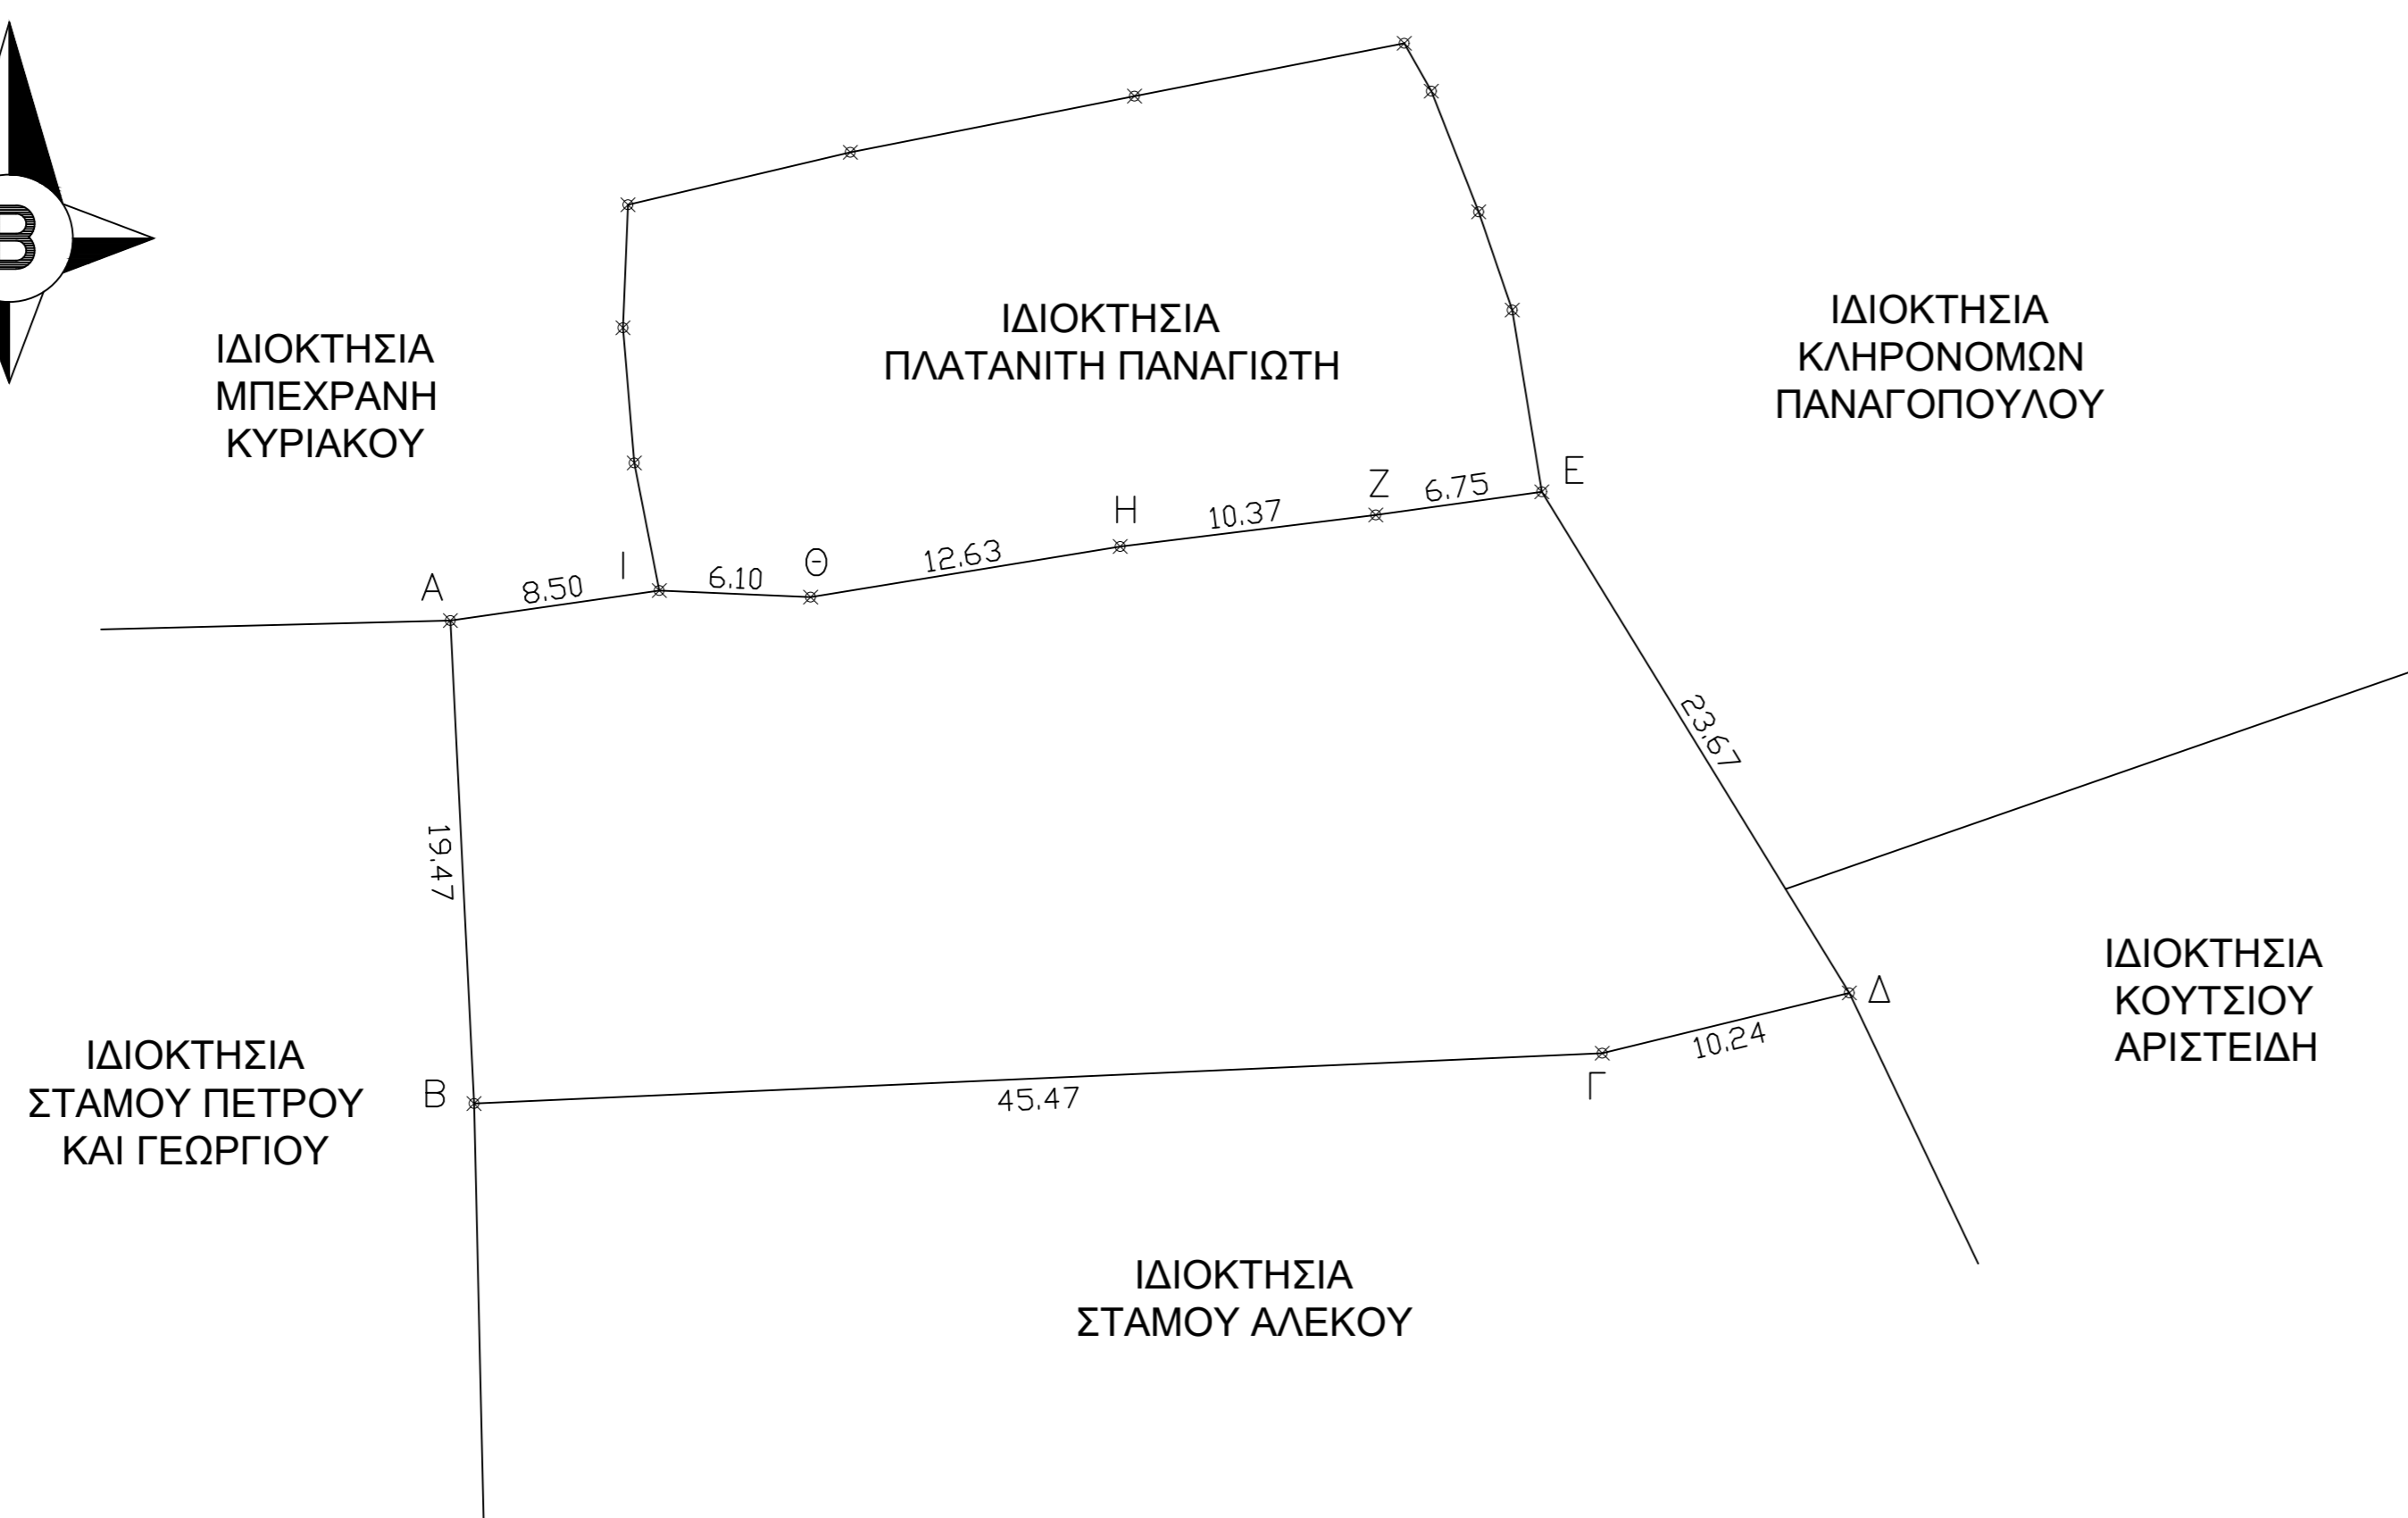 Β
ΙΔΙΟΚΤΗΣΙΑ
ΜΠΕΧΡΑΝΗ
ΚΥΡΙΑΚΟΥ
ΙΔΙΟΚΤΗΣΙΑ
ΠΛΑΤΑΝΙΤΗ ΠΑΝΑΓΙΩΤΗ
ΙΔΙΟΚΤΗΣΙΑ
ΚΛΗΡΟΝΟΜΩΝ
ΠΑΝΑΓΟΠΟΥΛΟΥ
Α
8.50
Ι
6.10
Θ
12.63
Η
10.37
Ζ
6.75
Ε
23.67
19.47
Β
45.47
Γ
10.24
Δ
ΙΔΙΟΚΤΗΣΙΑ
ΚΟΥΤΣΙΟΥ
ΑΡΙΣΤΕΙΔΗ
ΙΔΙΟΚΤΗΣΙΑ
ΣΤΑΜΟΥ ΠΕΤΡΟΥ
ΚΑΙ ΓΕΩΡΓΙΟΥ
ΙΔΙΟΚΤΗΣΙΑ
ΣΤΑΜΟΥ ΑΛΕΚΟΥ